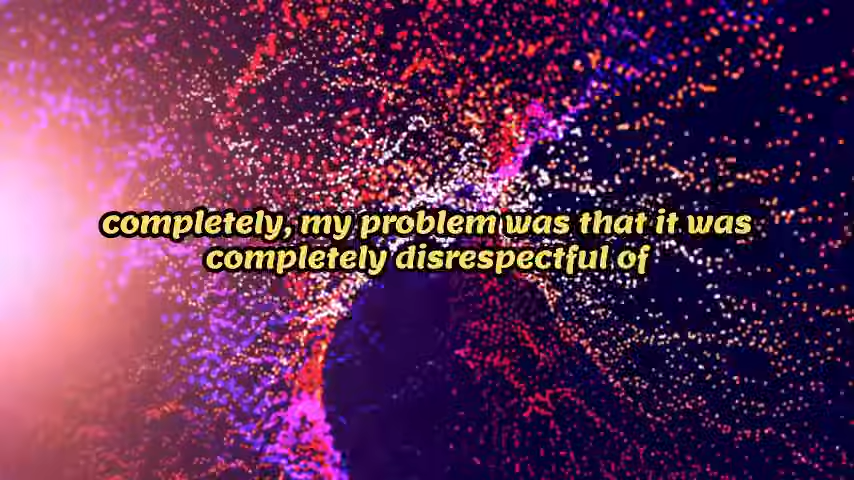 completely, my problem was that it was
completely disrespectful of